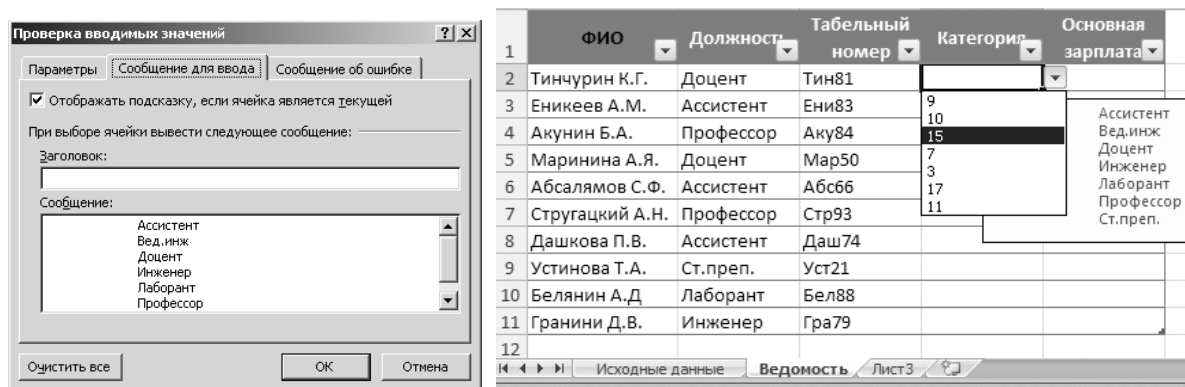 Проверка вводимых значений
Параметры Сообщение для ввода Сообщение об ошибке
Отображать подсказку, если ячейка является текущей
При выборе ячейки вывести следующее сообщение:
Заголовок:
Сообщение:
Ассистент
Вед.инж
Доцент
Инженер
Лаборант
Профессор
Очистить все ОК Отмена
1 ФИО Должность Табельный номер Категория Основная зарплата
2 Тинчурин К.Г. Доцент Тин81
3 Еникеев А.М. Ассистент Ени83
4 Акунин Б.А. Профессор Аку84
5 Маринина А.Я. Доцент Мар50
6 Абсалямов С.Ф. Ассистент Абс66
7 Стругацкий А.Н. Профессор Стр93
8 Дашкова П.В. Ассистент Даш74
9 Устинова Т.А. Ст.преп. Уст21
10 Белянин А.Д Лаборант Бел88
11 Гранини Д.В. Инженер Гра79
12
9
10
15
7
3
17
11
Ассистент
Вед.инж
Доцент
Инженер
Лаборант
Профессор
Ст.преп.
Исходные данные Ведомость Лист3